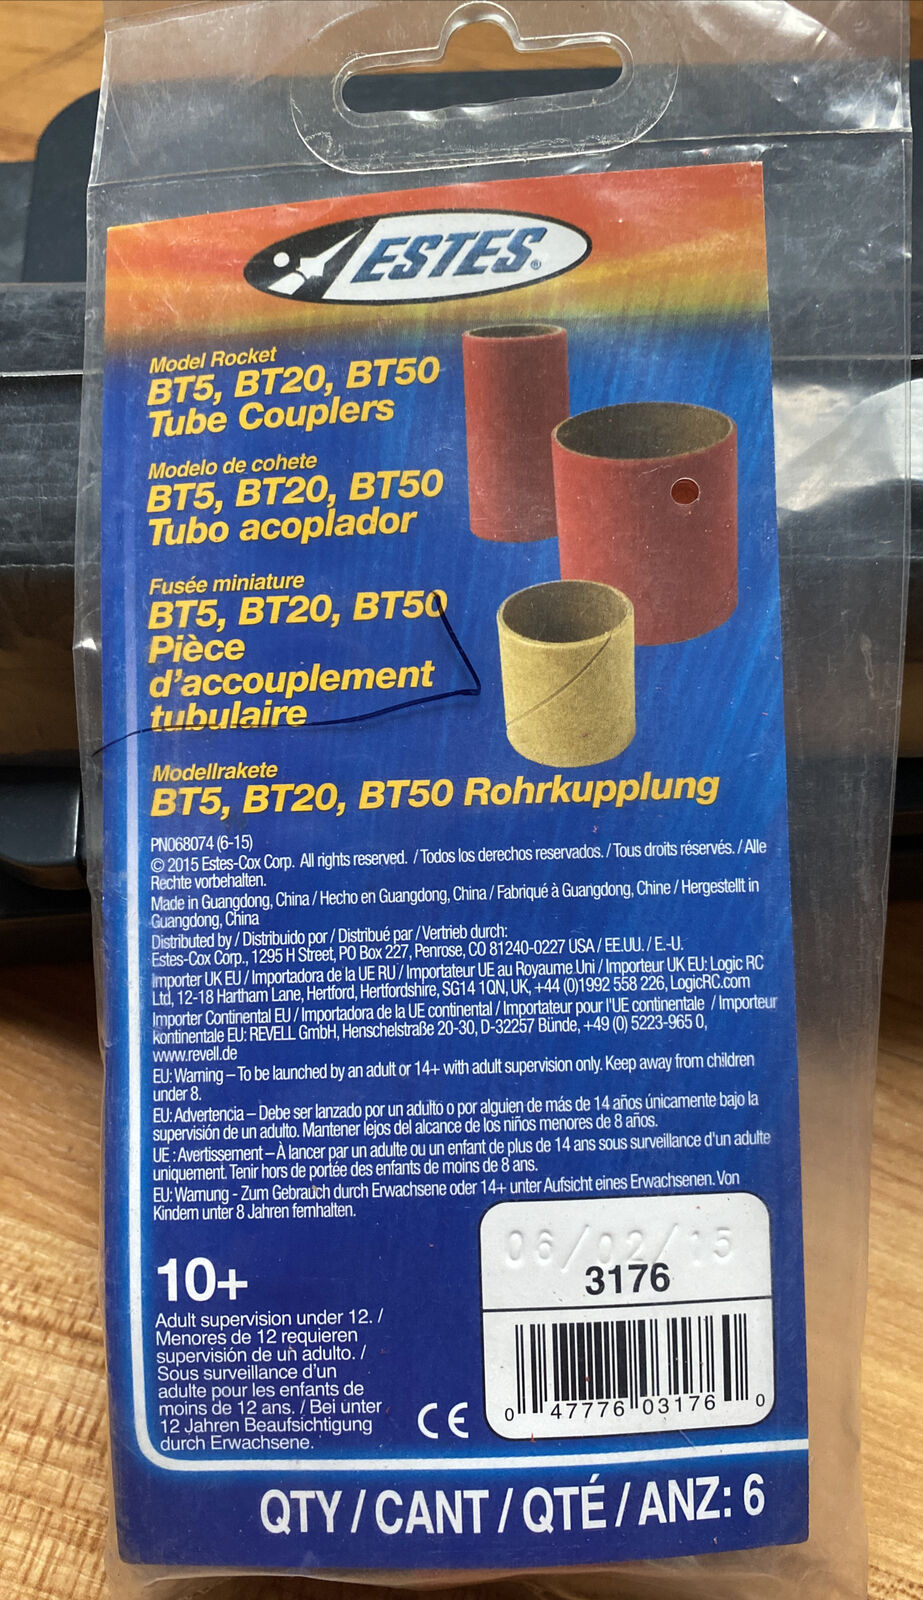 ESTES®
Model Rocket
BT5, BT20, BT50
Tube Couplers
Modelo de cohete
BT5, BT20, BT50
Tubo acoplador
Fusée miniature
BT5, BT20, BT50
Pièce
d'accouplement
tubulaire
Modellrakete
BT5, BT20, BT50 Rohrkupplung
PN068074 (6-15)
© 2015 Estes-Cox Corp. All rights reserved. / Todos los derechos reservados. / Tous droits réservés. / Alle
Rechte vorbehalten.
Made in Guangdong, China / Hecho en Guangdong, China / Fabriqué à Guangdong, Chine / Hergestellt in
Guangdong, China
Distributed by / Distribuido por / Distribué par / Vertrieb durch:
Estes-Cox Corp., 1295 H Street, PO Box 227, Penrose, CO 81240-0227 USA / EE.UU. / E.-U.
Importer UK EU / Importadora de la UE RU / Importateur UE au Royaume Uni / Importeur UK EU: Logic RC
Ltd, 12-18 Hartham Lane, Hertford, Hertfordshire, SG14 1QN, UK, +44 (0)1992 558 226, LogicRC.com
Importer Continental EU / Importadora de la UE continental / Importateur pour l'UE continentale / Importeur
kontinentale EU: REVELL GmbH, Henschelstraße 20-30, D-32257 Bünde, +49 (0) 5223-965 0,
www.revell.de
EU: Warning – To be launched by an adult or 14+ with adult supervision only. Keep away from children
under 8.
EU: Advertencia – Debe ser lanzado por un adulto o por alguien de más de 14 años únicamente bajo la
supervisión de un adulto. Mantener lejos del alcance de los niños menores de 8 años.
UE : Avertissement – À lancer par un adulte ou un enfant de plus de 14 ans sous surveillance d'un adulte
uniquement. Tenir hors de portée des enfants de moins de 8 ans.
EU: Warnung - Zum Gebrauch durch Erwachsene oder 14+ unter Aufsicht eines Erwachsenen. Von
Kindern unter 8 Jahren fernhalten.
10+
Adult supervision under 12. /
Menores de 12 requieren
supervisión de un adulto. /
Sous surveillance d'un
adulte pour les enfants de
moins de 12 ans. / Bei unter
12 Jahren Beaufsichtigung
durch Erwachsene.
CE
06/02/15
3176
0 47776 03176 0
QTY / CANT / QTÉ / ANZ: 6